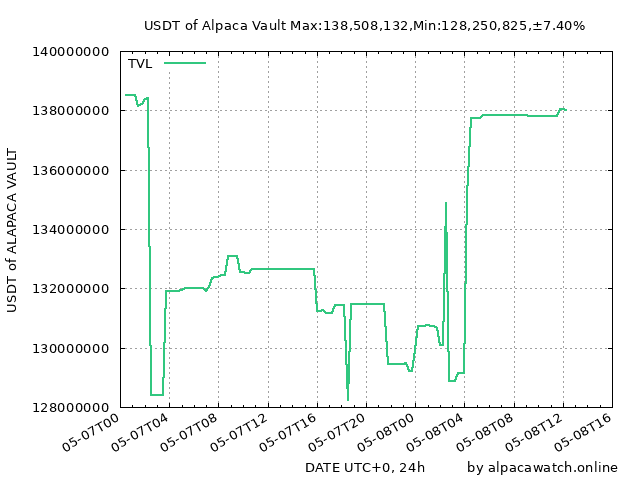 USDT of Alpaca Vault Max:138,508,132,Min:128,250,825,±7.40%
TVL
140000000
138000000
136000000
134000000
132000000
130000000
128000000
USDT of ALAPACA VAULT
05-07T00
05-07T04
05-07T08
05-07T12
05-07T16
05-07T20
05-08T00
05-08T04
05-08T08
05-08T12
05-08T16
DATE UTC+0, 24h
by alpacawatch.online